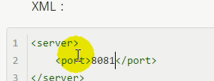 XML：
1 <server>
2 <port>8081</port>
3 </server>